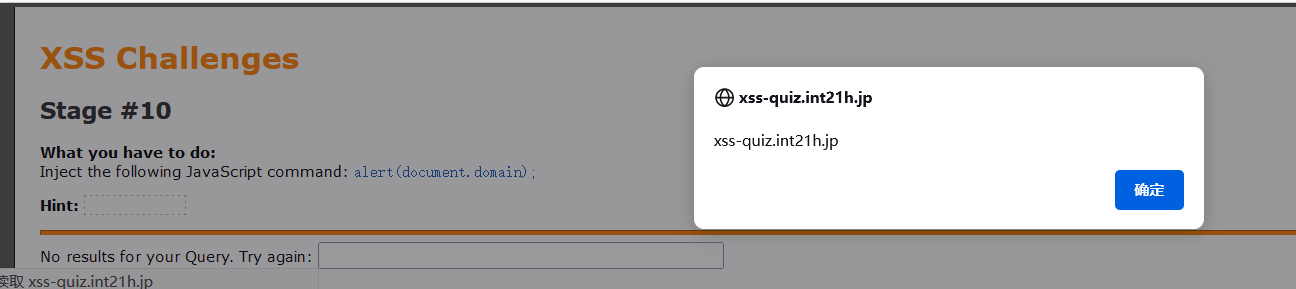 XSS Challenges
Stage #10
What you have to do:
Inject the following JavaScript command: alert(document.domain);
Hint:
No results for your Query. Try again:
xss-quiz.int21h.jp
xss-quiz.int21h.jp
确定
读取 xss-quiz.int21h.jp